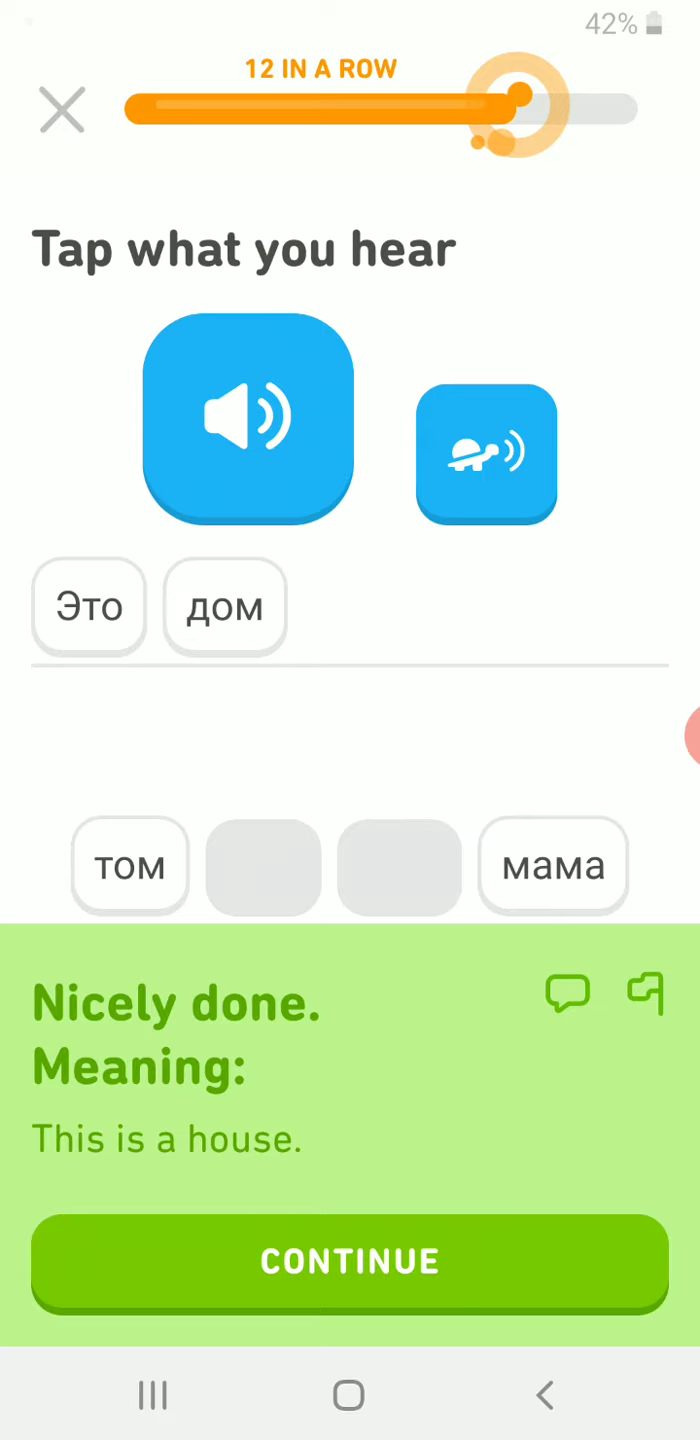 42%
12 IN A ROW
Tap what you hear
Это дом
том мама
Nicely done.
Meaning:
This is a house.
CONTINUE